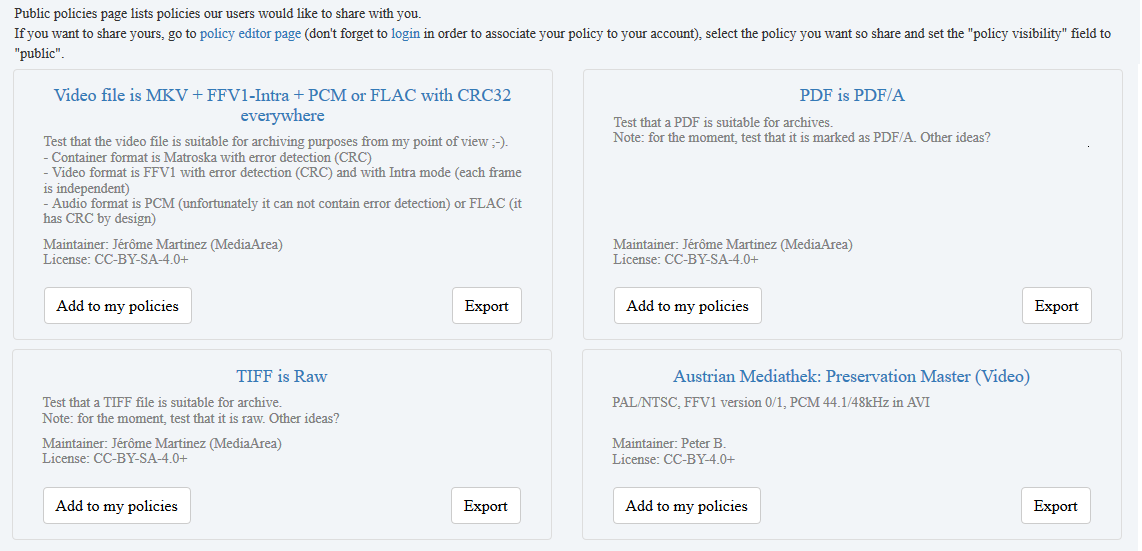 Public policies page lists policies our users would like to share with you.
If you want to share yours, go to policy editor page (don't forget to login in order to associate your policy to your account), select the policy you want so share and set the "policy visibility" field to
"public".
Video file is MKV + FFV1-Intra + PCM or FLAC with CRC32
everywhere
Test that the video file is suitable for archiving purposes from my point of view ;-).
- Container format is Matroska with error detection (CRC)
- Video format is FFV1 with error detection (CRC) and with Intra mode (each frame
is independent)
- Audio format is PCM (unfortunately it can not contain error detection) or FLAC (it
has CRC by design)
Maintainer: Jérôme Martinez (MediaArea)
License: CC-BY-SA-4.0+
Add to my policies
Export
PDF is PDF/A
Test that a PDF is suitable for archives.
Note: for the moment, test that it is marked as PDF/A. Other ideas?
Maintainer: Jérôme Martinez (MediaArea)
License: CC-BY-SA-4.0+
Add to my policies
Export
TIFF is Raw
Test that a TIFF file is suitable for archive.
Note: for the moment, test that it is raw. Other ideas?
Maintainer: Jérôme Martinez (MediaArea)
License: CC-BY-SA-4.0+
Add to my policies
Export
Austrian Mediathek: Preservation Master (Video)
PAL/NTSC, FFV1 version 0/1, PCM 44.1/48kHz in AVI
Maintainer: Peter B.
License: CC-BY-4.0+
Add to my policies
Export